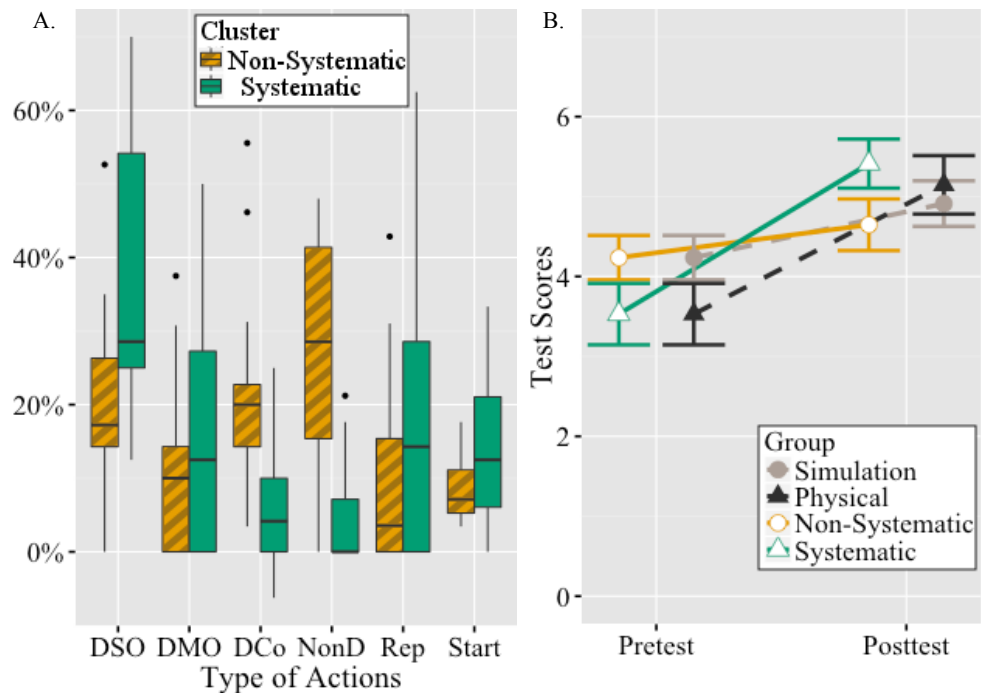 A.
Cluster
Non-Systematic
Systematic
60%
40%
20%
0%
DSO DMO DCo NonD Rep Start
Type of Actions
B.
Test Scores
6
4
2
0
Group
Simulation
Physical
Non-Systematic
Systematic
Pretest Posttest